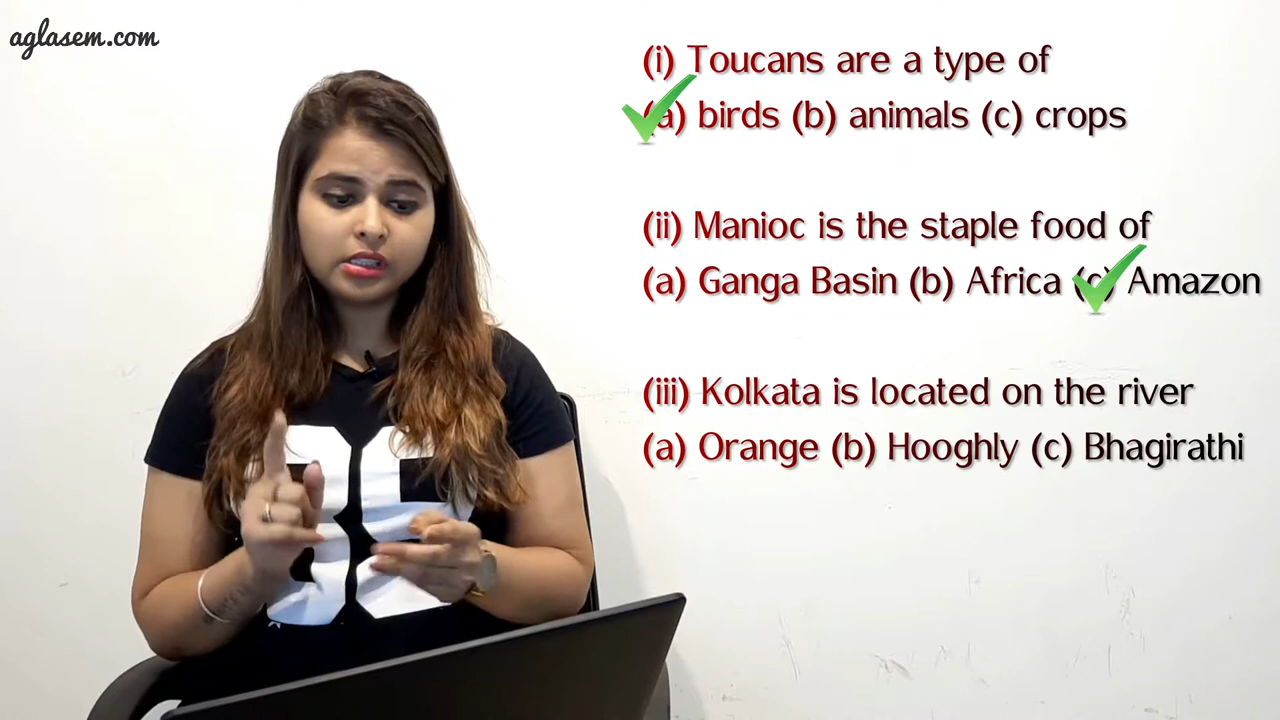 aglasem.com
(i) Toucans are a type of
(a) birds (b) animals (c) crops
(ii) Manioc is the staple food of
(a) Ganga Basin (b) Africa (c) Amazon
(iii) Kolkata is located on the river
(a) Orange (b) Hooghly (c) Bhagirathi